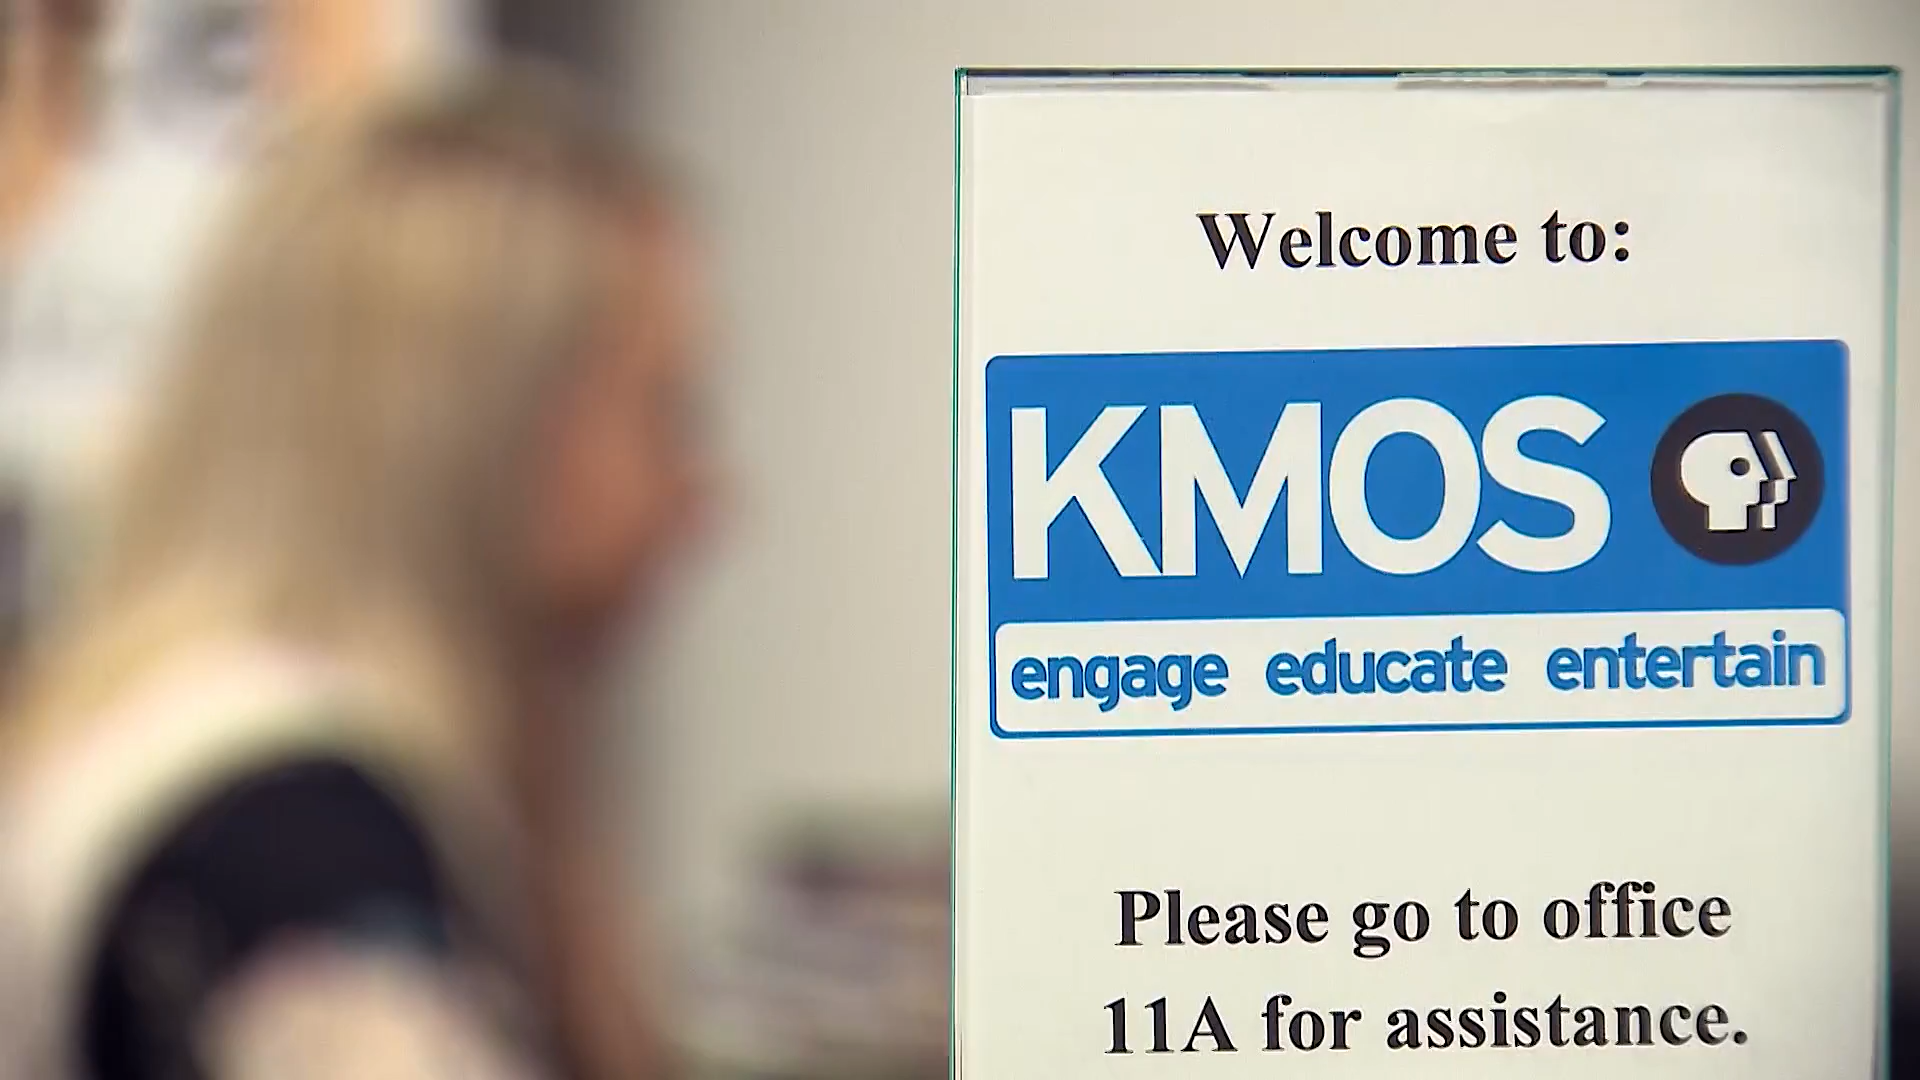 Welcome to:
KMOS
engage educate entertain
Please go to office
11A for assistance.